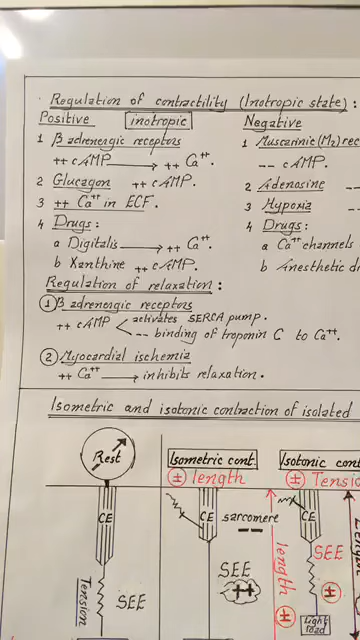 Regulation of contractility (Inotropic state) :
Positive inotropic Negative
1 β adrenergic receptors
++ cAMP → ++ Ca++.
2 Glucagon ++ cAMP.
3 ++ Ca++ in ECF.
4 Drugs:
a Digitalis → ++ Ca++.
b Xanthine ++ cAMP.
1 Muscarinic (M2) rec
-- cAMP.
2 Adenosine --
3 Hypoxia --
4 Drugs:
a Ca++ channels
b Anesthetic dr
Regulation of relaxation :
① β adrenergic receptors
++ cAMP < activates SERCA pump.
-- binding of troponin C to Ca++.
② Myocardial ischemia
++ Ca++ → inhibits relaxation.
Isometric and isotonic contraction of isolated
Rest
CE
Tension
SEE
Isometric cont.
± length
CE
sarcomere
SEE
++
length
Isotonic cont
± Tensio
CE
SEE
Light load
Length